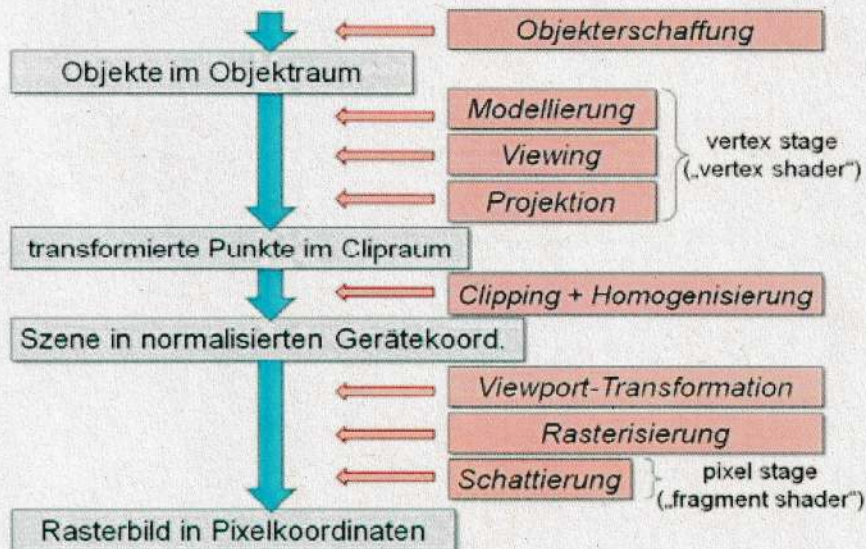 Objekterschaffung
Objekte im Objektraum
Modellierung
Viewing
Projektion
vertex stage
(„vertex shader“)
transformierte Punkte im Clipraum
Clipping + Homogenisierung
Szene in normalisierten Gerätekoord.
Viewport-Transformation
Rasterisierung
Schattierung
pixel stage
(„fragment shader“)
Rasterbild in Pixelkoordinaten